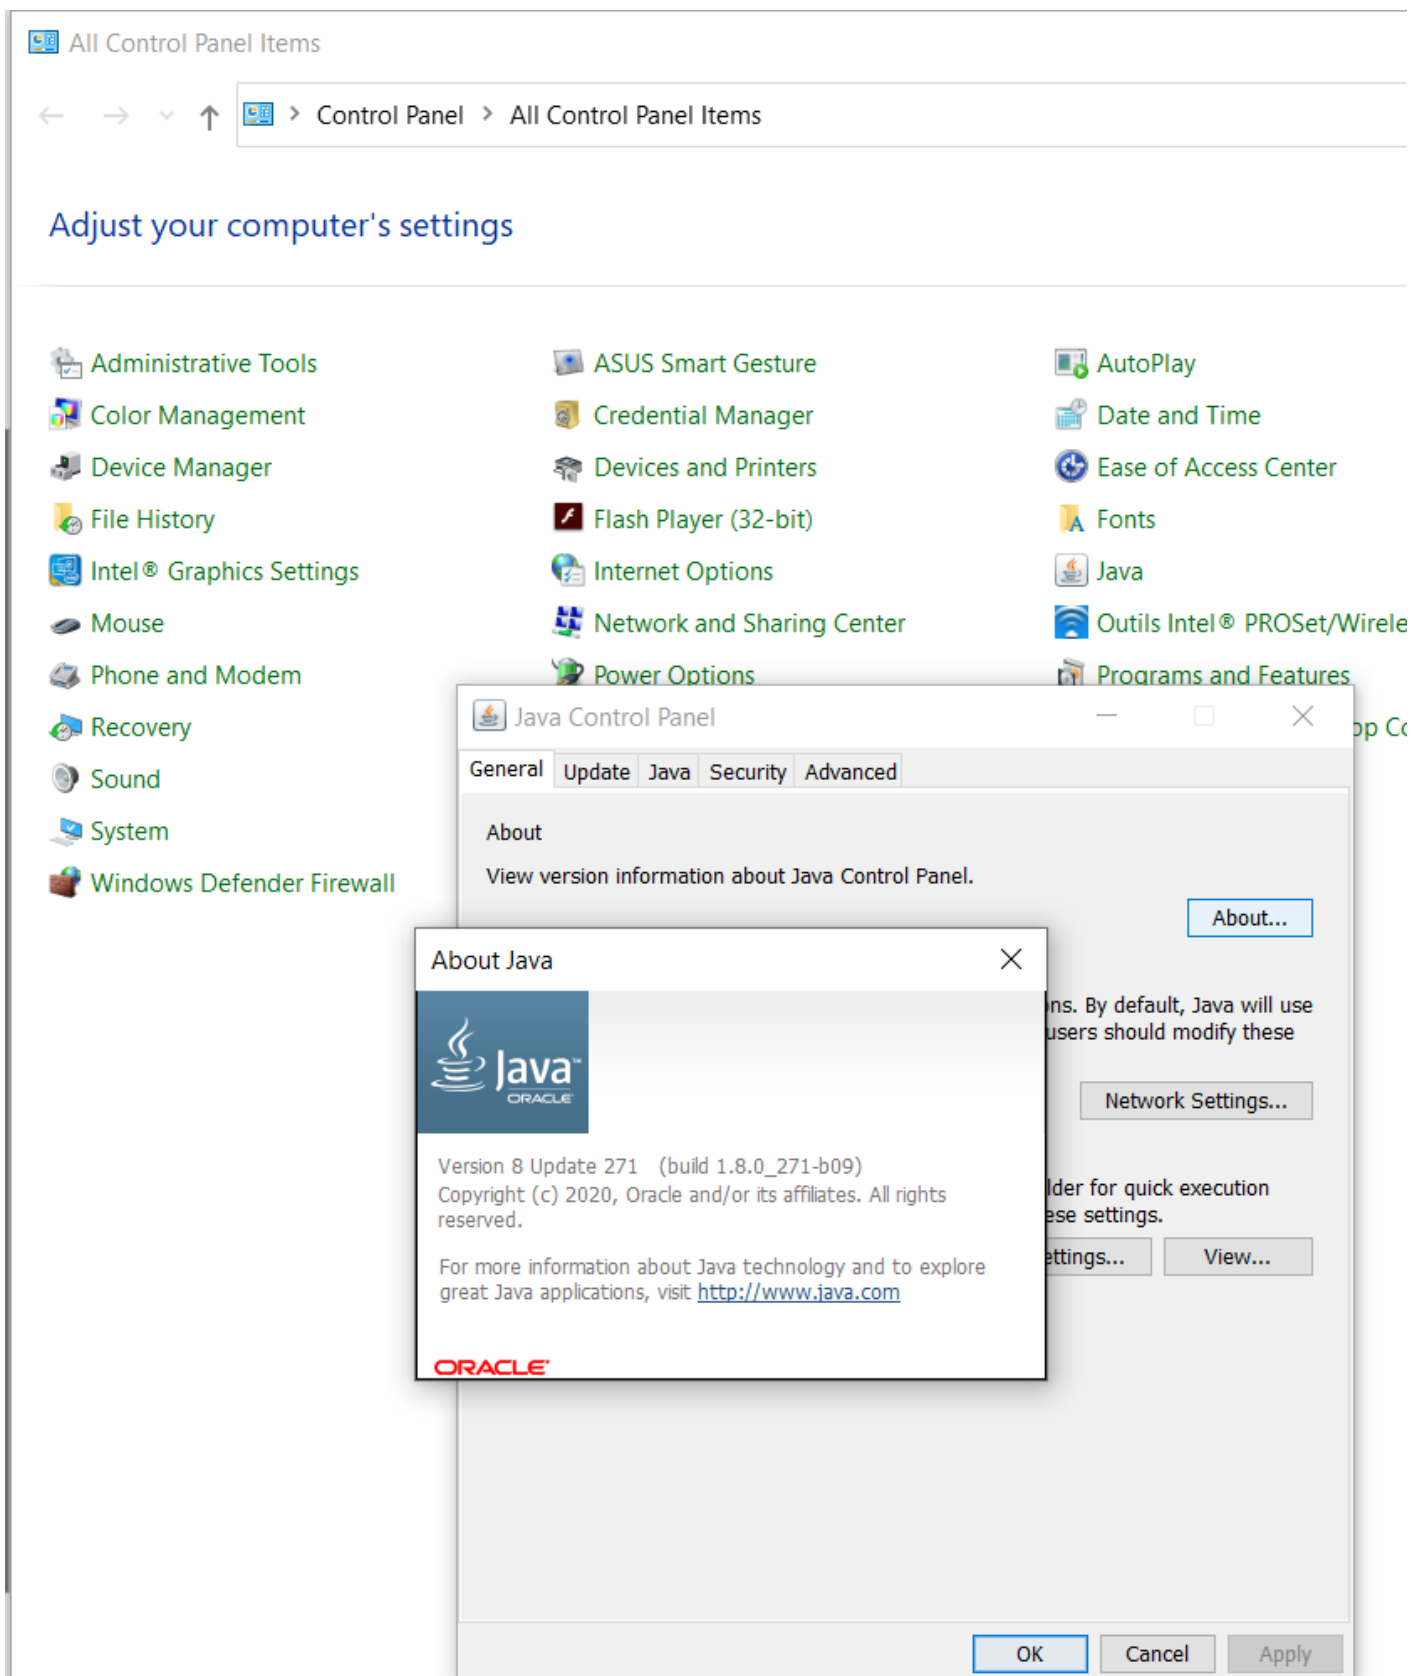 All Control Panel Items
Control Panel > All Control Panel Items
Adjust your computer's settings
Administrative Tools
ASUS Smart Gesture
AutoPlay
Color Management
Credential Manager
Date and Time
Device Manager
Devices and Printers
Ease of Access Center
File History
Flash Player (32-bit)
Fonts
Intel® Graphics Settings
Internet Options
Java
Mouse
Network and Sharing Center
Outils Intel® PROSet/Wirele
Phone and Modem
Power Options
Programs and Features
Recovery
Sound
System
Windows Defender Firewall
op Co
Java Control Panel
General Update Java Security Advanced
About
View version information about Java Control Panel.
About...
ns. By default, Java will use
users should modify these
Network Settings...
lder for quick execution
ese settings.
ettings...
View...
OK
Cancel
Apply
About Java
Java™
ORACLE
Version 8 Update 271 (build 1.8.0_271-b09)
Copyright (c) 2020, Oracle and/or its affiliates. All rights
reserved.
For more information about Java technology and to explore
great Java applications, visit http://www.java.com
ORACLE